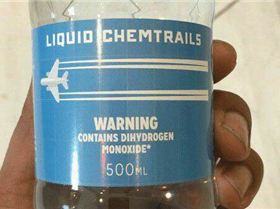 LIQUID CHEMTRAILS
WARNING
CONTAINS DIHYDROGEN
MONOXIDE*
500ML